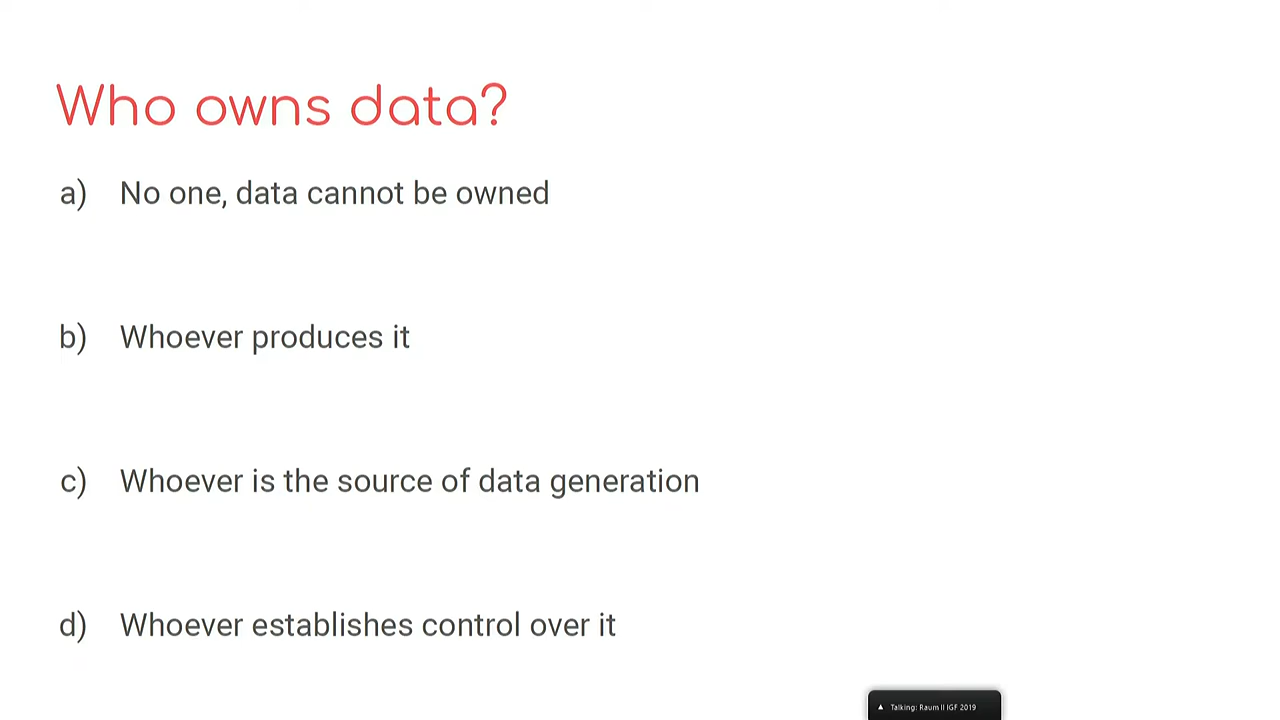 Who owns data?
a) No one, data cannot be owned
b) Whoever produces it
c) Whoever is the source of data generation
d) Whoever establishes control over it
Talking: Raum II IGF 2019